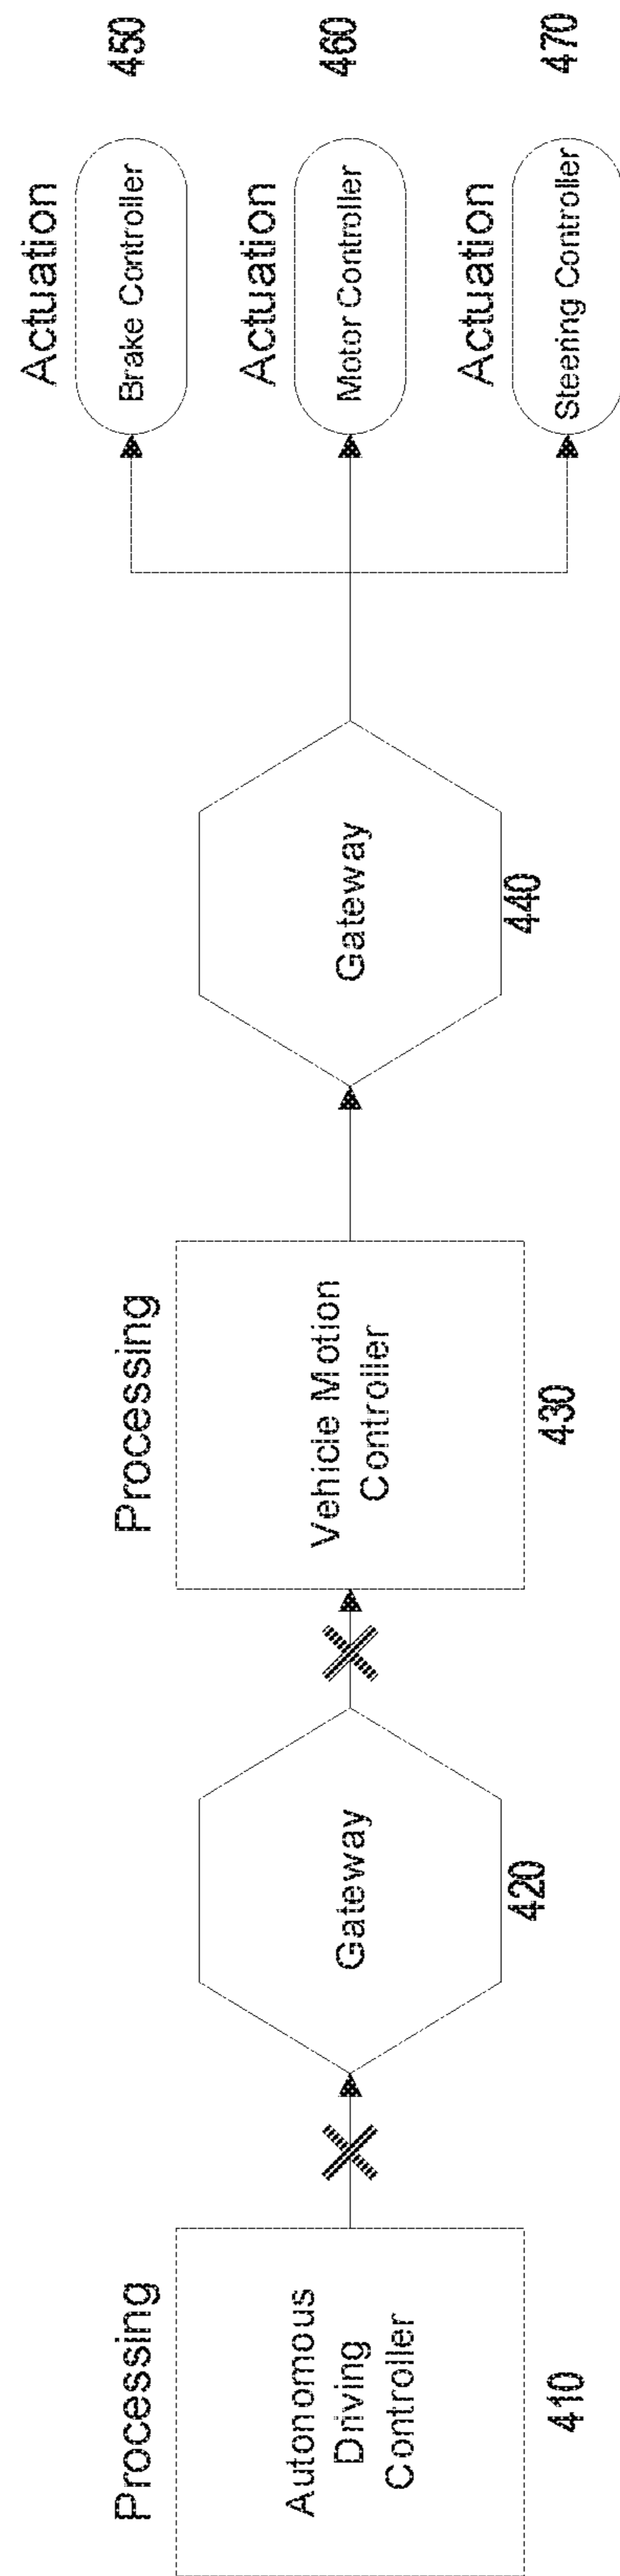 Processing
Autonomous
Driving
Controller
410
Gateway
420
Processing
Vehicle Motion
Controller
430
Gateway
440
Actuation
Brake Controller
450
Actuation
Motor Controller
460
Actuation
Steering Controller
470